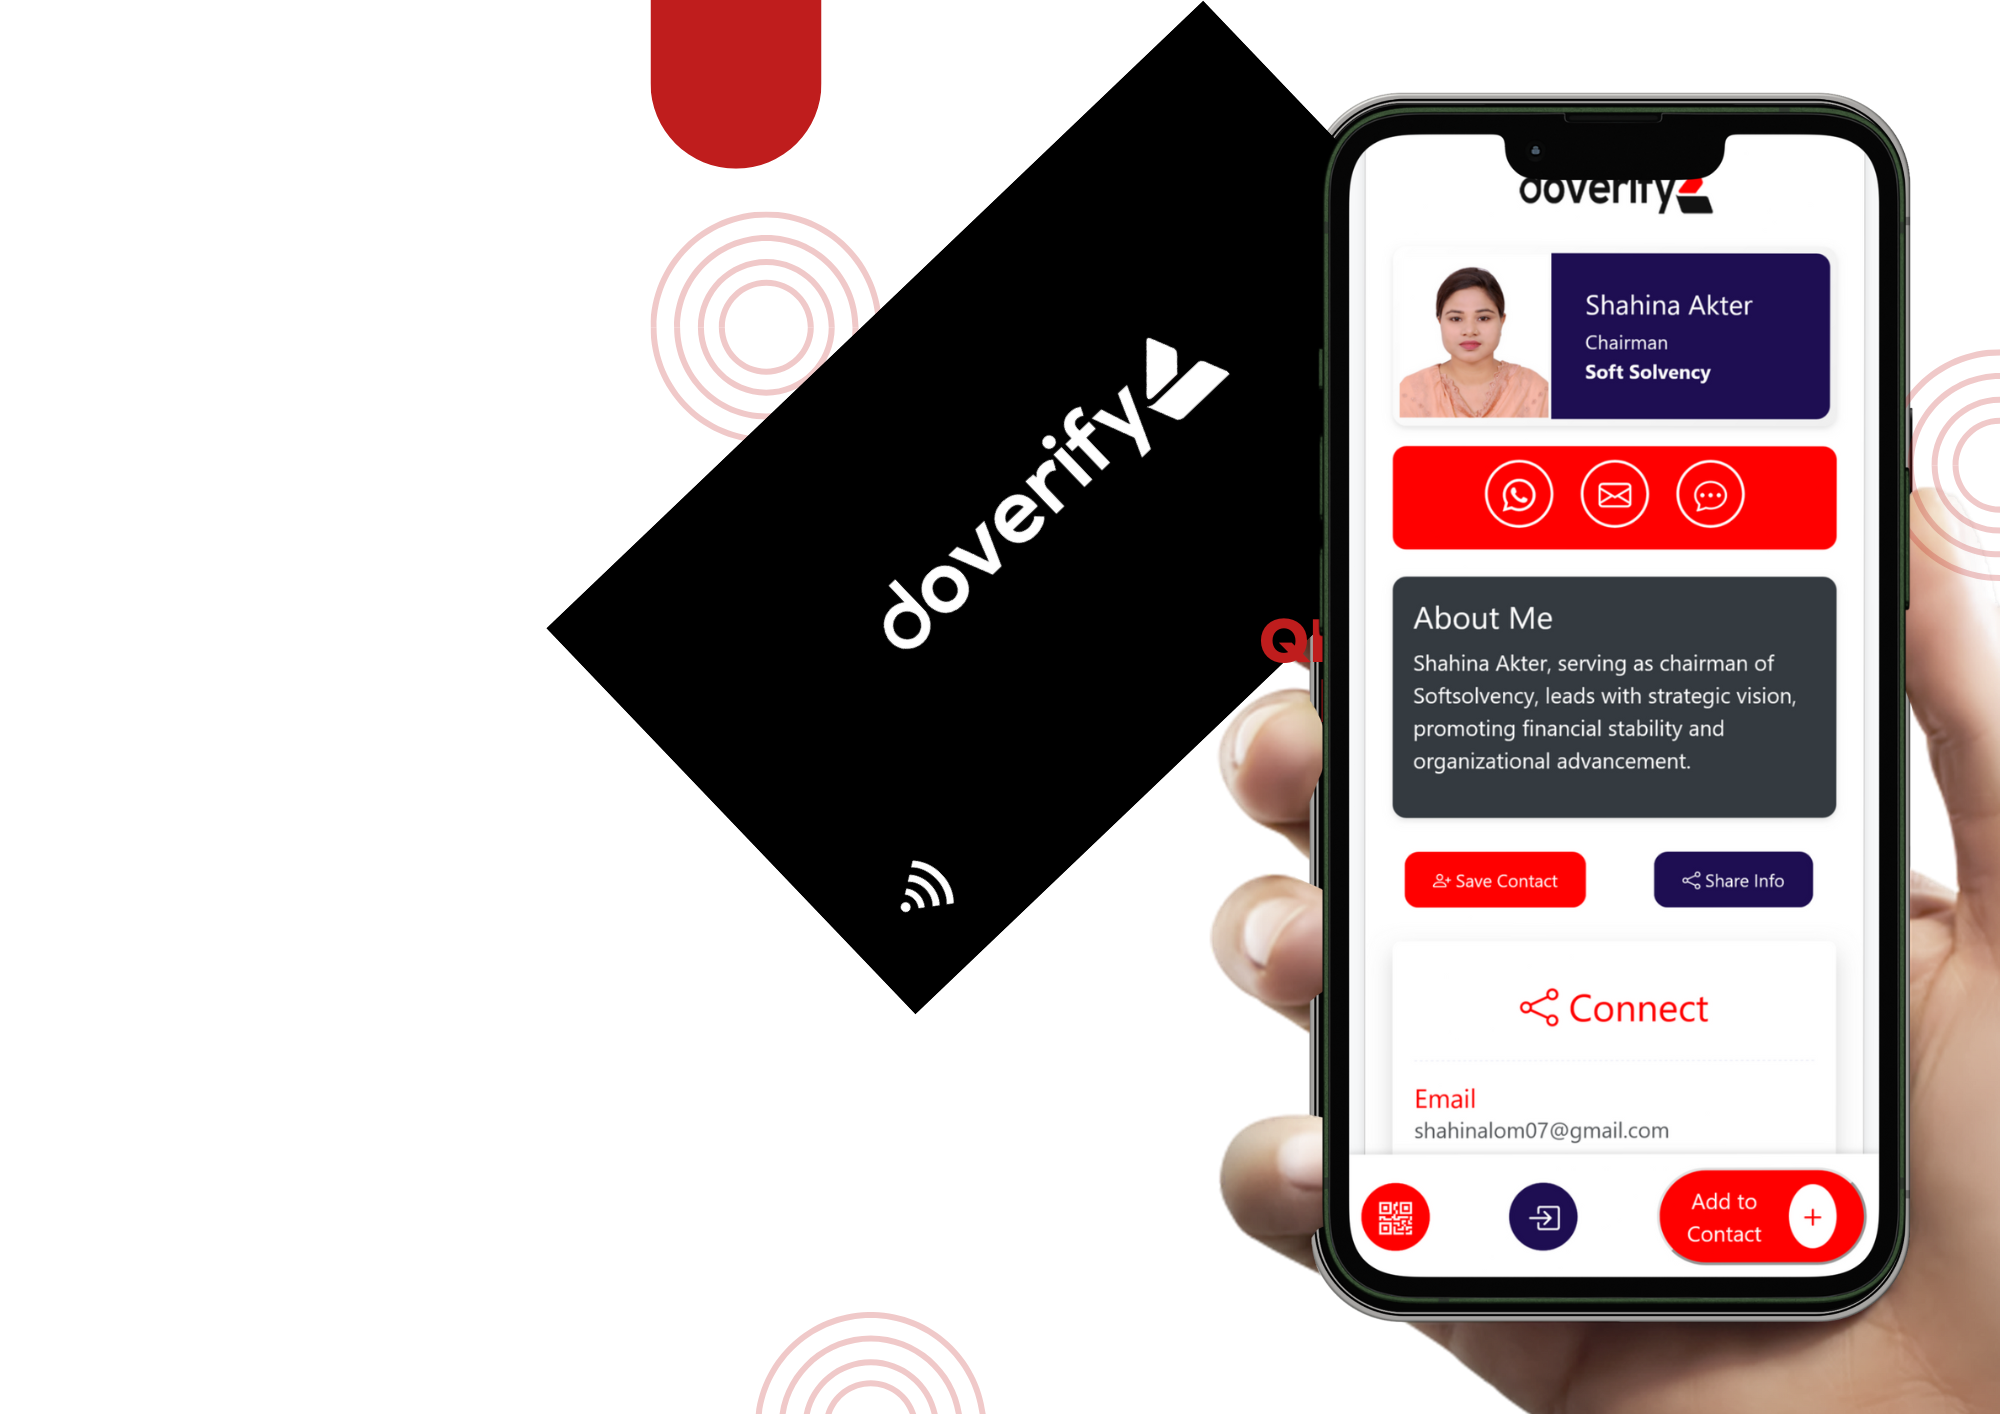 doverify
doverify
Shahina Akter
Chairman
Soft Solvency
About Me
Shahina Akter, serving as chairman of
Softsolvency, leads with strategic vision,
promoting financial stability and
organizational advancement.
Save Contact
Share Info
Connect
Email
shahinalom07@gmail.com
Add to
Contact